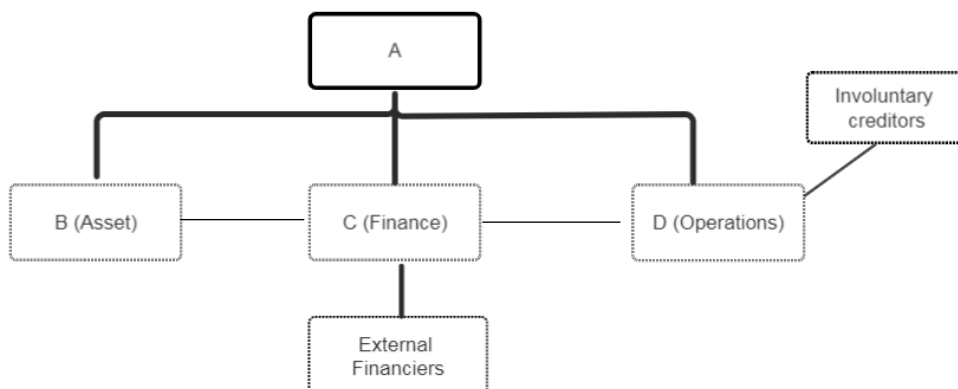 A
Involuntary
creditors
B (Asset)
C (Finance)
D (Operations)
External
Financiers